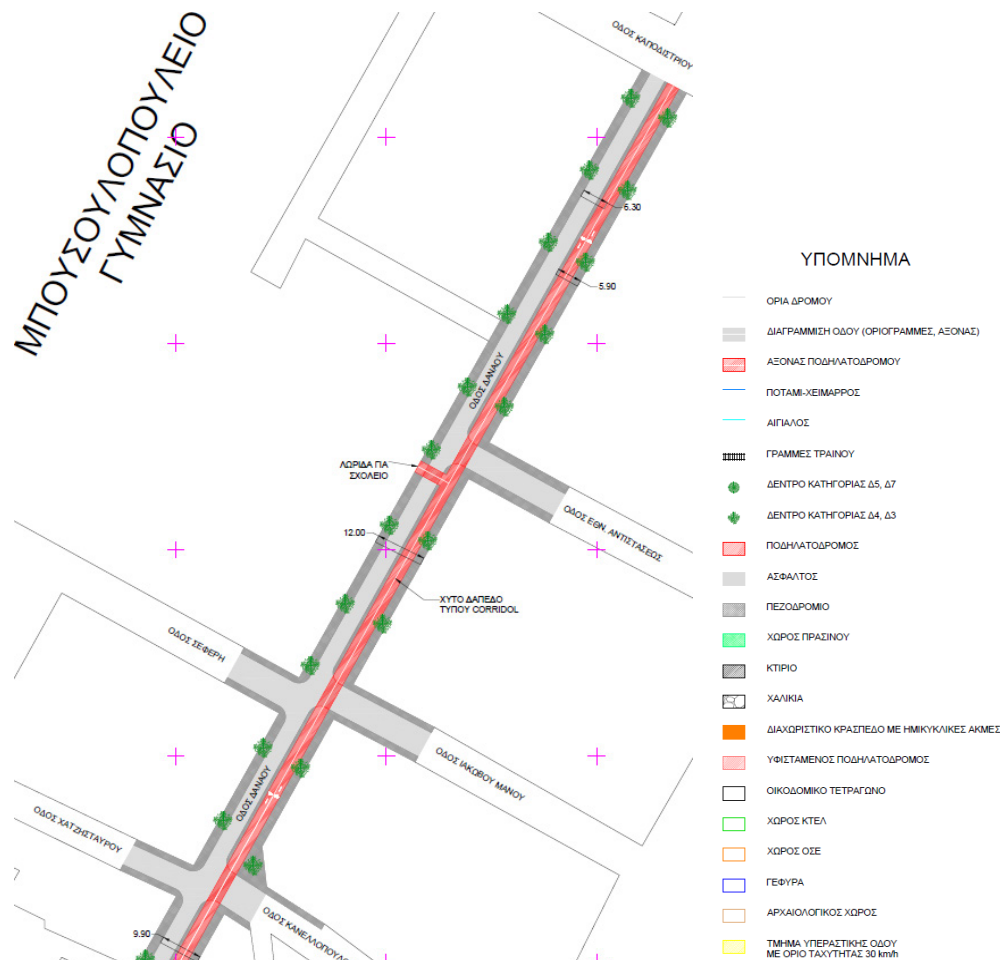 ΜΠΟΥΣΟΥΛΟΠΟΥΛΕΙΟ
ΓΥΜΝΑΣΙΟ
ΟΔΟΣ ΚΑΠΟΔΙΣΤΡΙΟΥ
6.30
5.90
ΟΔΟΣ ΔΑΝΑΟΥ
ΛΩΡΙΔΑ ΓΙΑ
ΣΧΟΛΕΙΟ
ΟΔΟΣ ΕΘΝ. ΑΝΤΙΣΤΑΣΕΩΣ
12.00
ΧΥΤΟ ΔΑΠΕΔΟ
ΤΥΠΟΥ CORRIDOL
ΟΔΟΣ ΣΕΦΕΡΗ
ΟΔΟΣ ΙΑΚΩΒΟΥ ΜΑΝΟΥ
ΟΔΟΣ ΔΑΝΑΟΥ
ΟΔΟΣ ΧΑΤΖΗΣΤΑΥΡΟΥ
ΟΔΟΣ ΚΑΝΕΛΛΟΠΟΥΛΟ
9.90
ΥΠΟΜΝΗΜΑ
ΟΡΙΑ ΔΡΟΜΟΥ
ΔΙΑΓΡΑΜΜΙΣΗ ΟΔΟΥ (ΟΡΙΟΓΡΑΜΜΕΣ, ΑΞΟΝΑΣ)
ΑΞΟΝΑΣ ΠΟΔΗΛΑΤΟΔΡΟΜΟΥ
ΠΟΤΑΜΙ-ΧΕΙΜΑΡΡΟΣ
ΑΙΓΙΑΛΟΣ
ΓΡΑΜΜΕΣ ΤΡΑΙΝΟΥ
ΔΕΝΤΡΟ ΚΑΤΗΓΟΡΙΑΣ Δ5, Δ7
ΔΕΝΤΡΟ ΚΑΤΗΓΟΡΙΑΣ Δ4, Δ3
ΠΟΔΗΛΑΤΟΔΡΟΜΟΣ
ΑΣΦΑΛΤΟΣ
ΠΕΖΟΔΡΟΜΙΟ
ΧΩΡΟΣ ΠΡΑΣΙΝΟΥ
ΚΤΙΡΙΟ
ΧΑΛΙΚΙΑ
ΔΙΑΧΩΡΙΣΤΙΚΟ ΚΡΑΣΠΕΔΟ ΜΕ ΗΜΙΚΥΚΛΙΚΕΣ ΑΚΜΕΣ
ΥΦΙΣΤΑΜΕΝΟΣ ΠΟΔΗΛΑΤΟΔΡΟΜΟΣ
ΟΙΚΟΔΟΜΙΚΟ ΤΕΤΡΑΓΩΝΟ
ΧΩΡΟΣ ΚΤΕΛ
ΧΩΡΟΣ ΟΣΕ
ΓΕΦΥΡΑ
ΑΡΧΑΙΟΛΟΓΙΚΟΣ ΧΩΡΟΣ
ΤΜΗΜΑ ΥΠΕΡΑΣΤΙΚΗΣ ΟΔΟΥ
ΜΕ ΟΡΙΟ ΤΑΧΥΤΗΤΑΣ 30 km/h